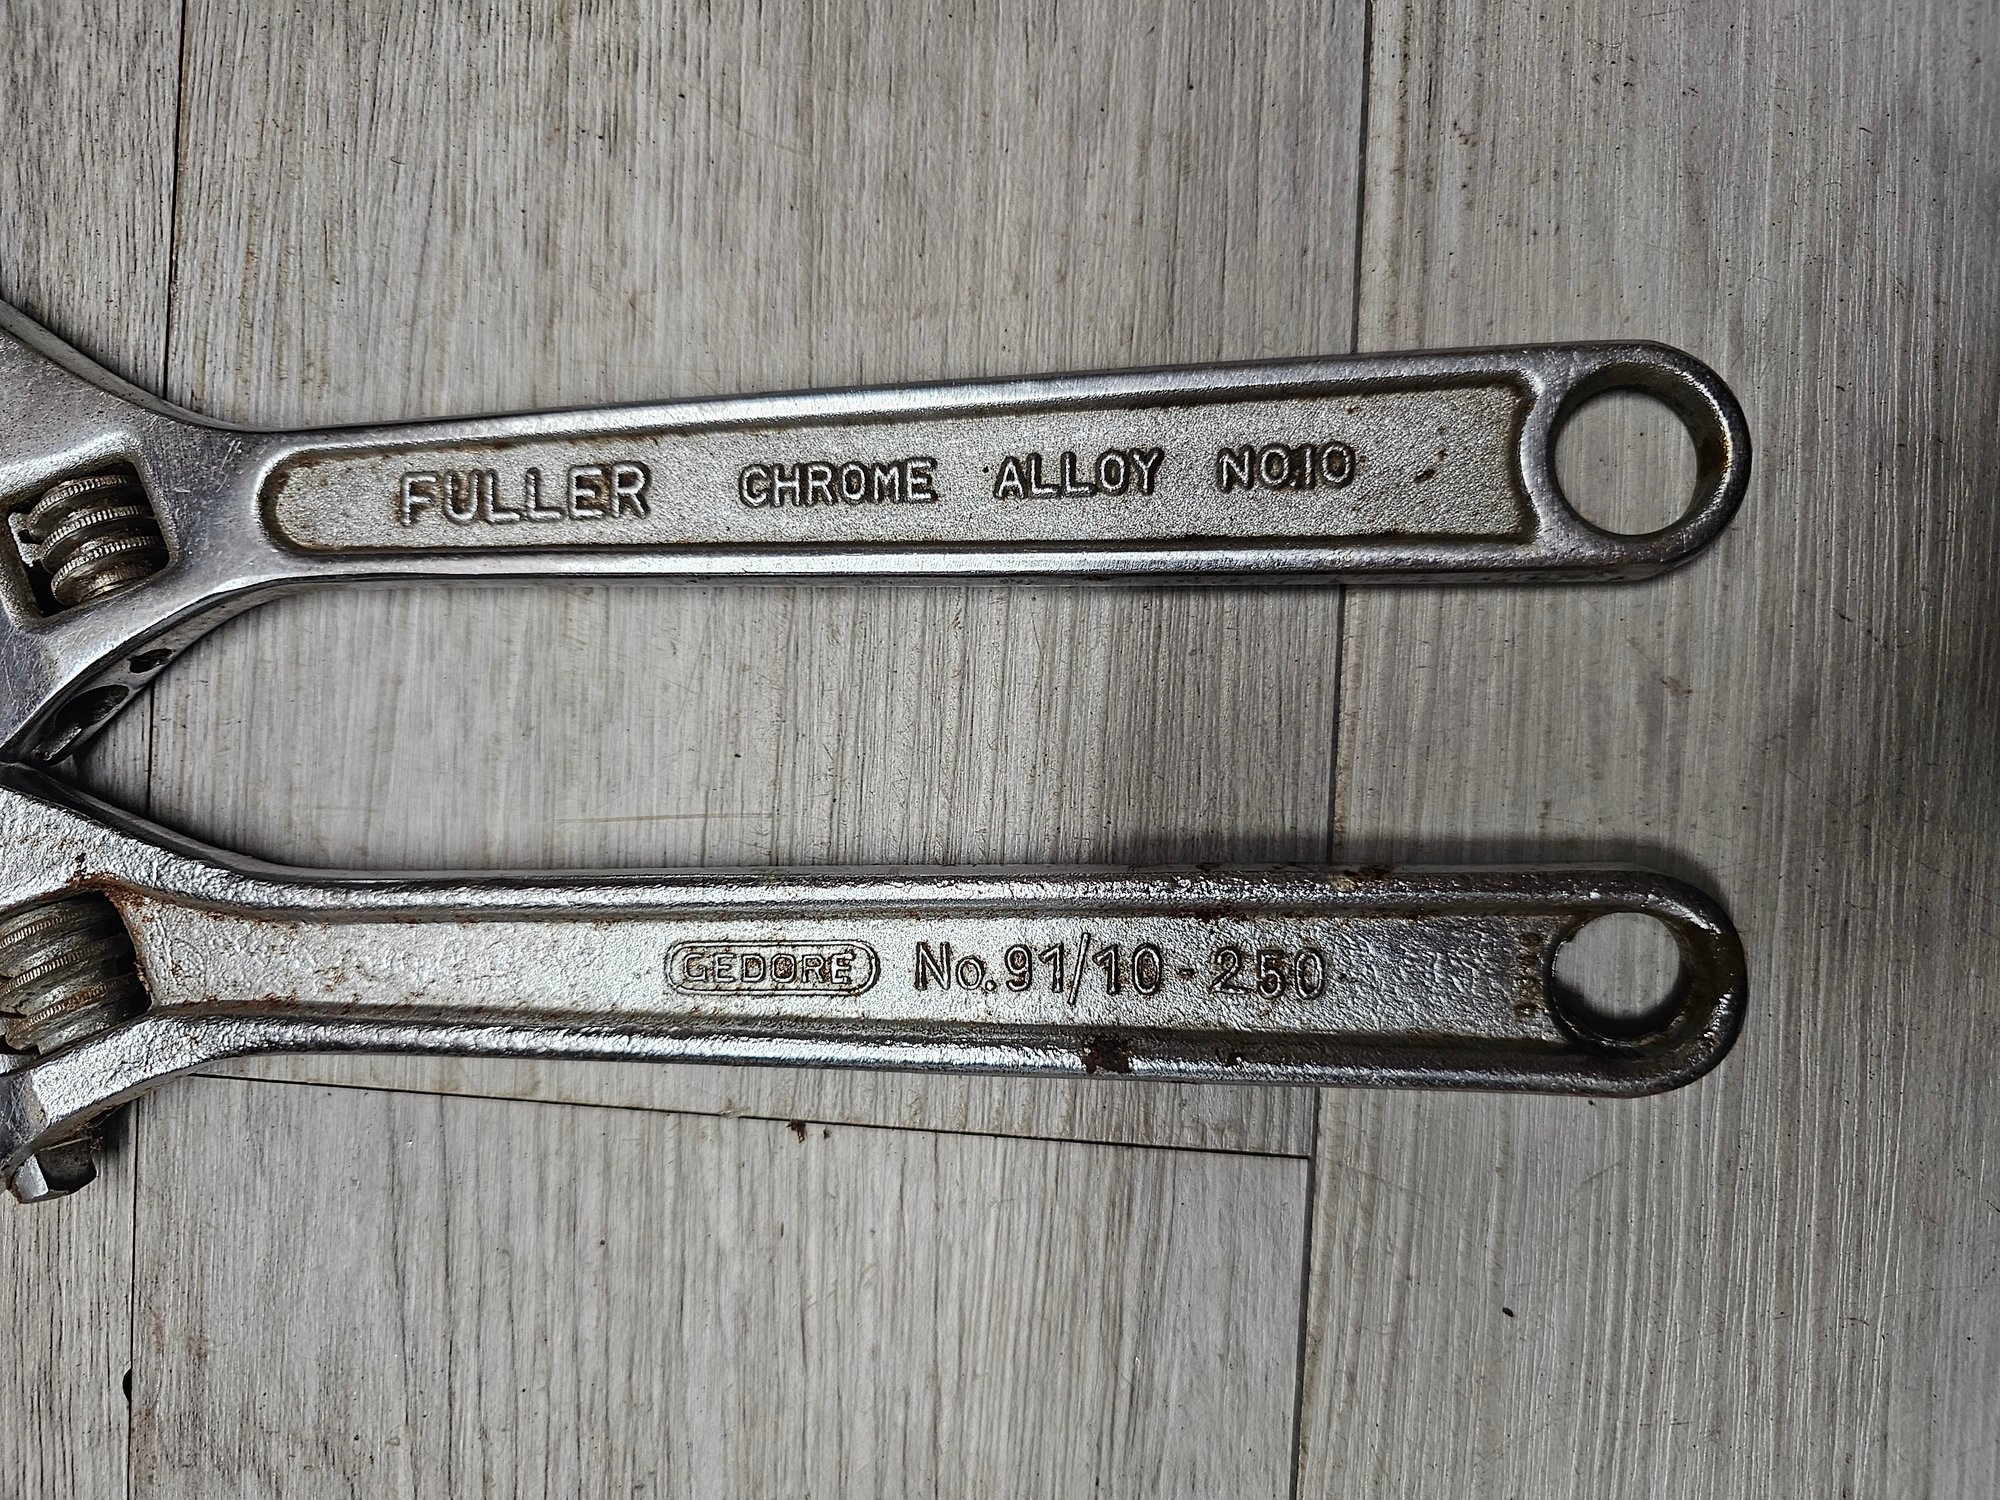 FULLER CHROME ALLOY NO.10
GEDORE No. 91/10 - 250